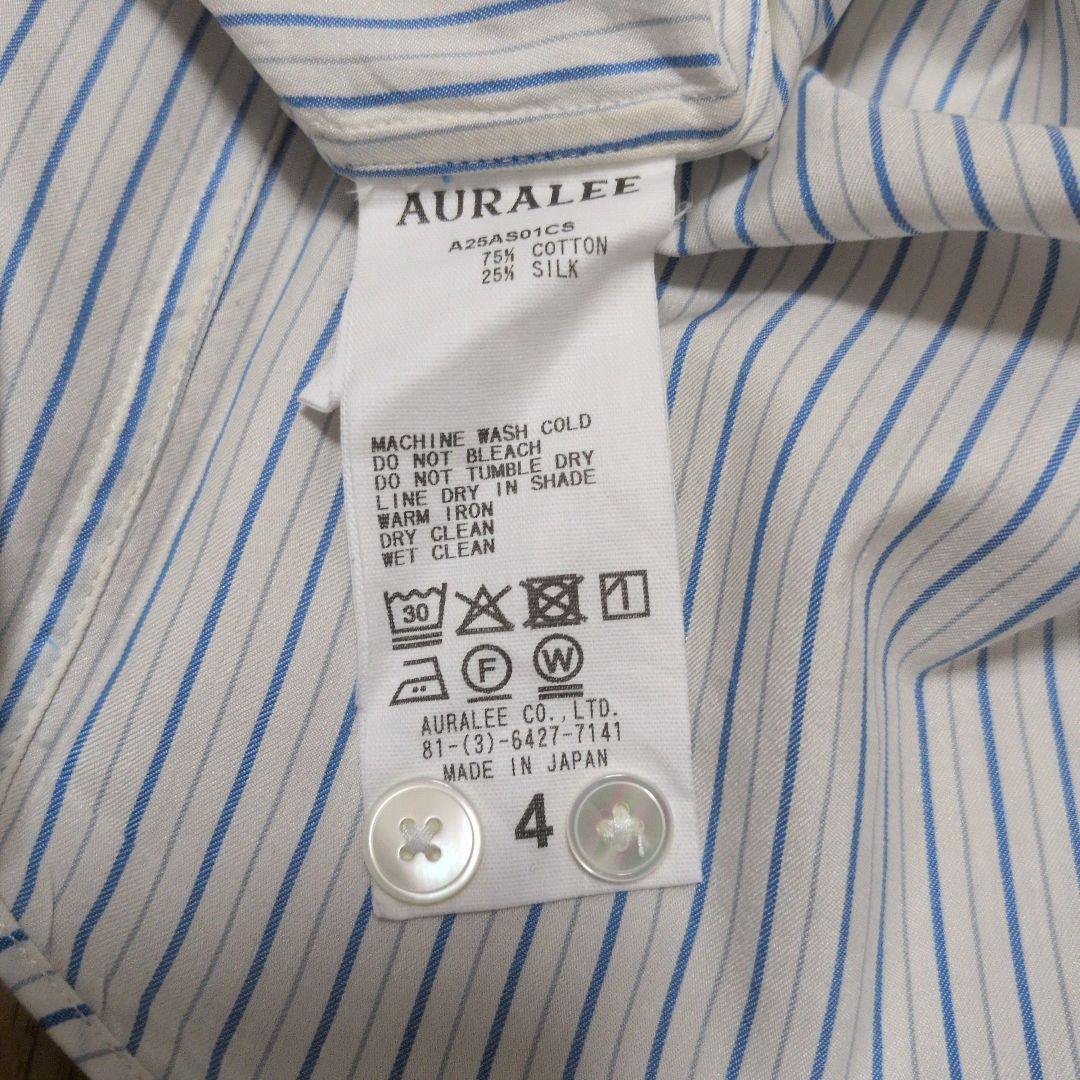 AURALEE
A25AS01CS
75% COTTON
25% SILK
MACHINE WASH COLD
DO NOT BLEACH
DO NOT TUMBLE DRY
LINE DRY IN SHADE
WARM IRON
DRY CLEAN
WET CLEAN
30
F W
AURALEE CO.,LTD.
81-(3)-6427-7141
MADE IN JAPAN
4